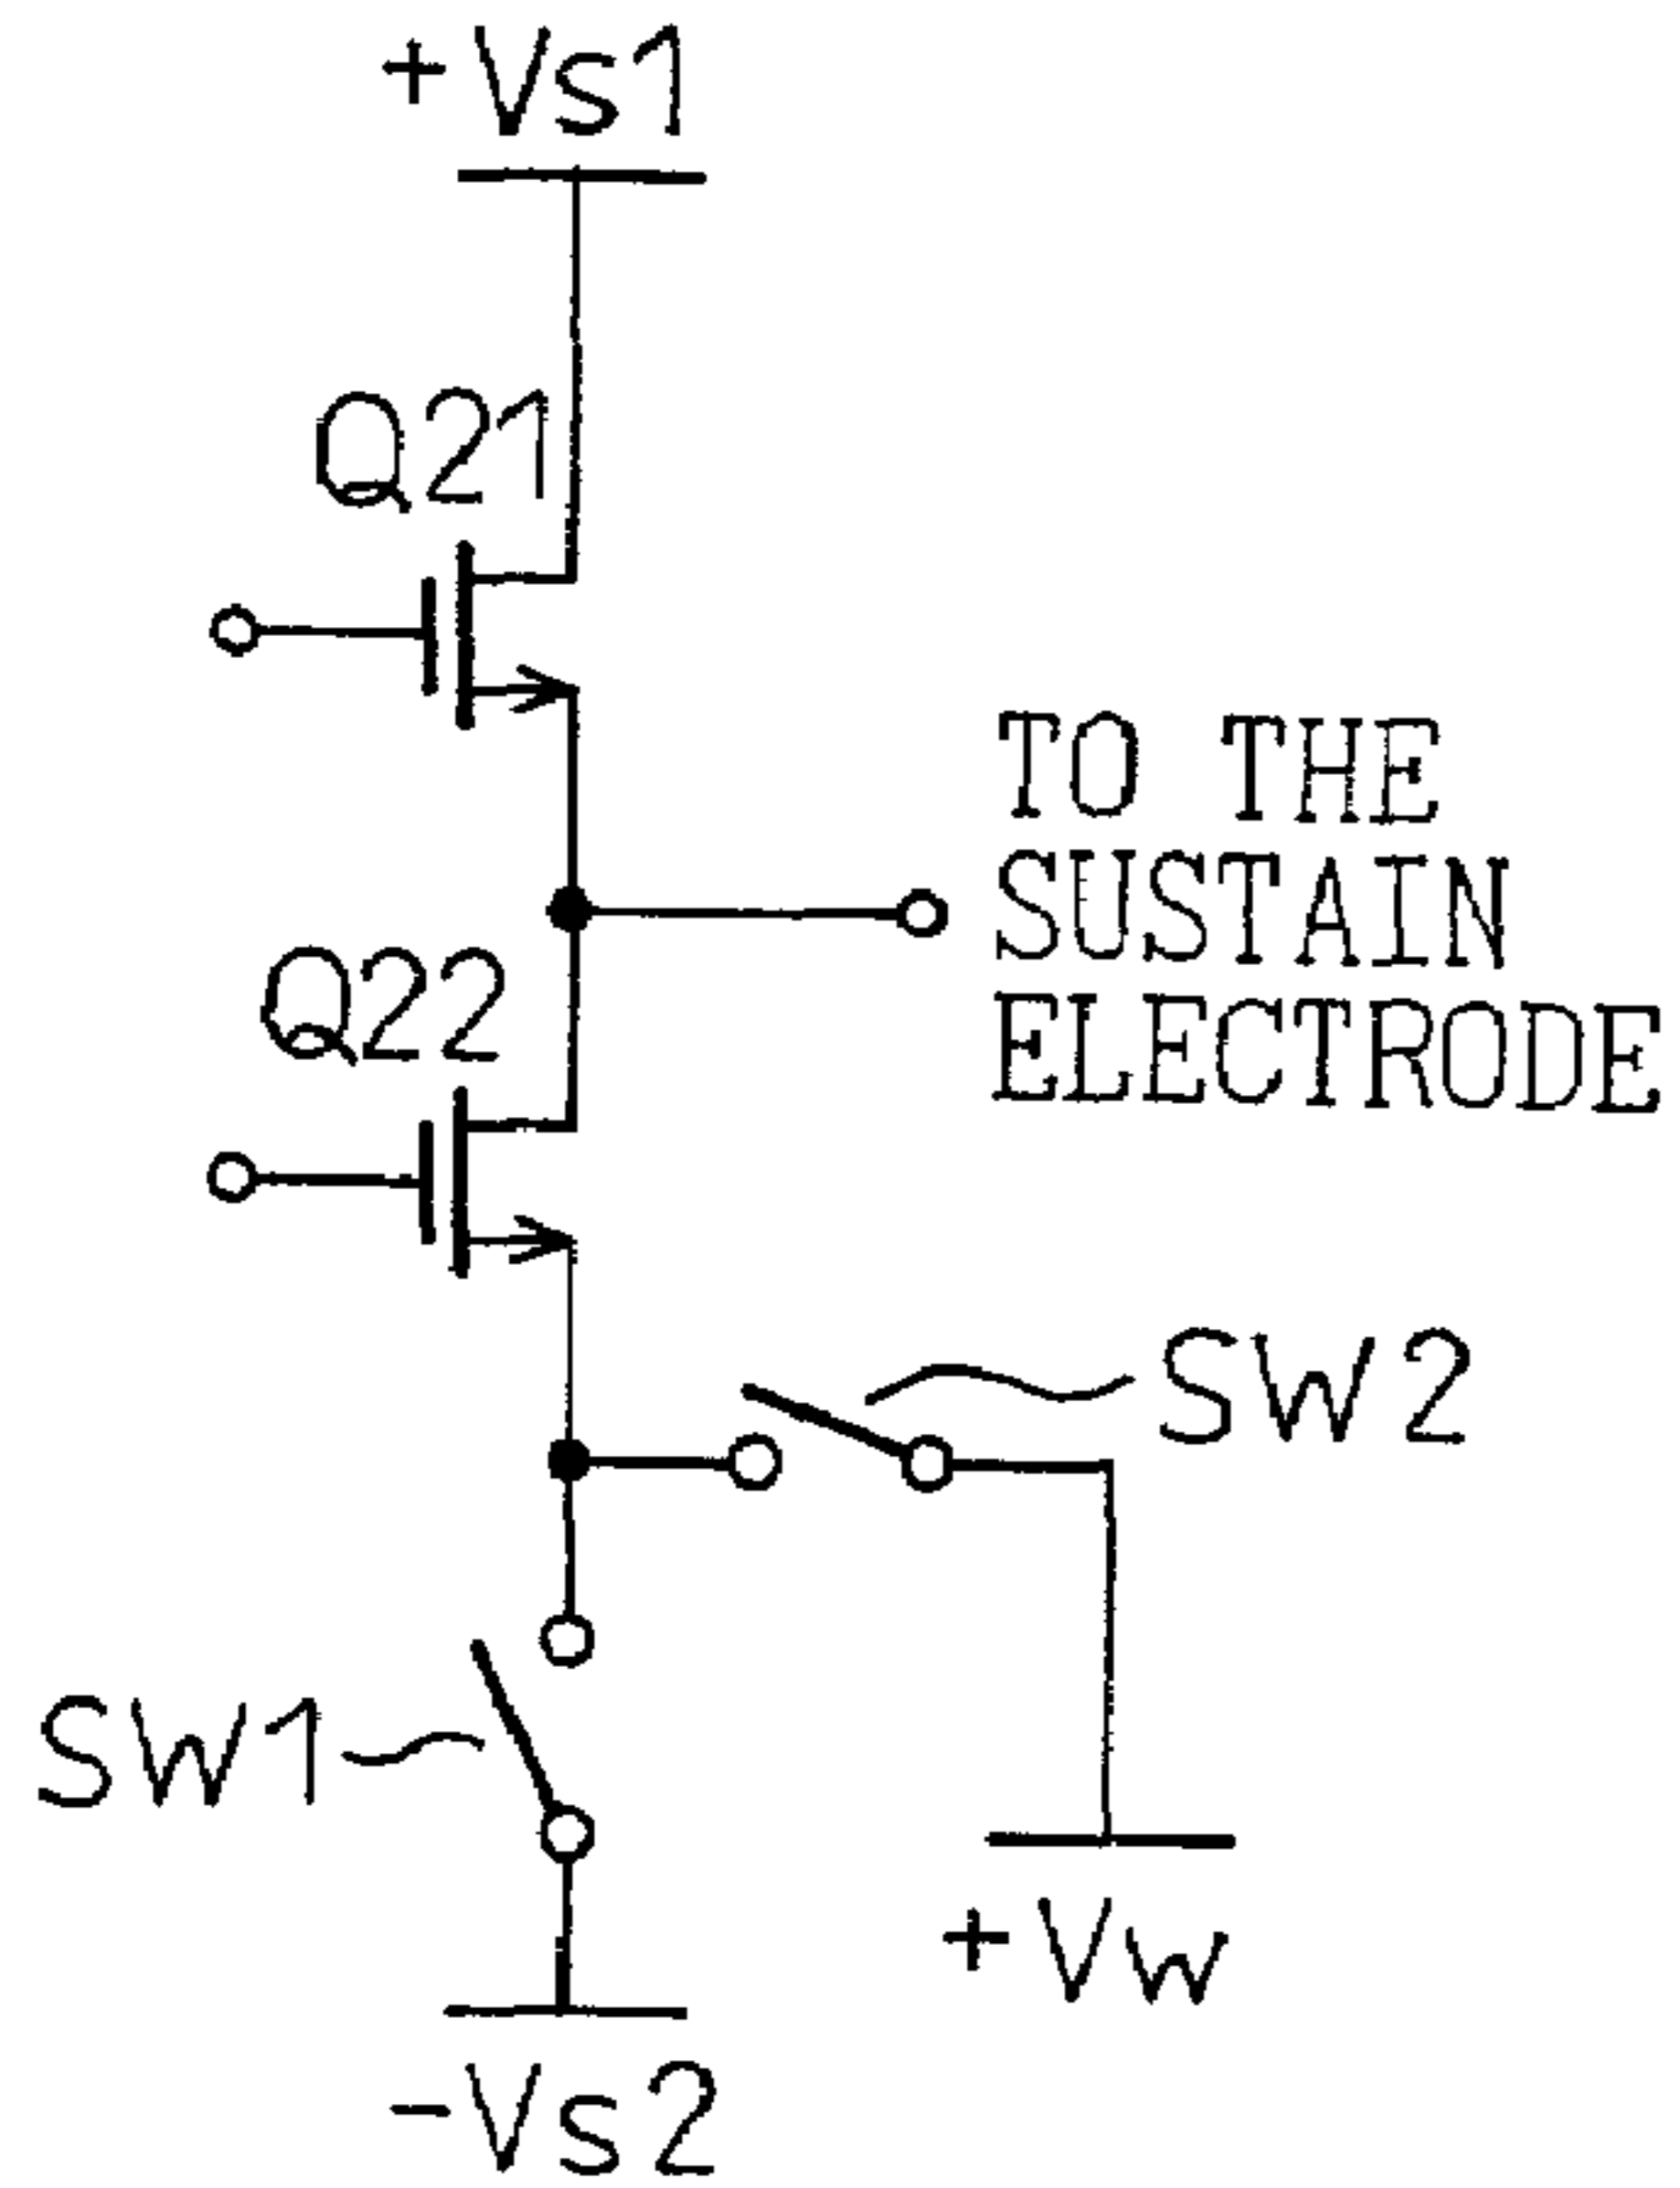 +Vs1
Q21
TO THE
SUSTAIN
ELECTRODE
Q22
SW2
SW1
+Vw
-Vs2